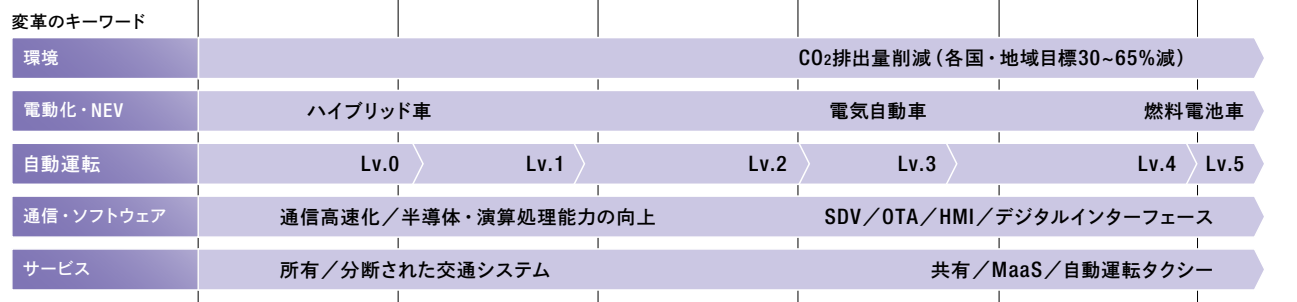 変革のキーワード
環境 CO2排出量削減（各国・地域目標30~65%減）
電動化・NEV ハイブリッド車 電気自動車 燃料電池車
自動運転 Lv.0 Lv.1 Lv.2 Lv.3 Lv.4 Lv.5
通信・ソフトウェア 通信高速化／半導体・演算処理能力の向上 SDV／OTA／HMI／デジタルインターフェース
サービス 所有／分断された交通システム 共有／MaaS／自動運転タクシー